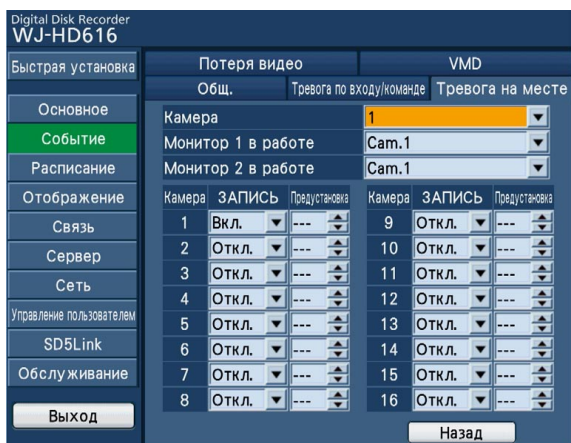 Digital Disk Recorder
WJ-HD616
Быстрая установка
Основное
Событие
Расписание
Отображение
Связь
Сервер
Сеть
Управление пользователем
SD5Link
Обслуживание
Выход
Потеря видео VMD
Общ. Тревога по входу/команде Тревога на месте
Камера 1
Монитор 1 в работе Cam.1
Монитор 2 в работе Cam.1
Камера ЗАПИСЬ Предустановка Камера ЗАПИСЬ Предустановка
1 Вкл. --- 9 Откл. ---
2 Откл. --- 10 Откл. ---
3 Откл. --- 11 Откл. ---
4 Откл. --- 12 Откл. ---
5 Откл. --- 13 Откл. ---
6 Откл. --- 14 Откл. ---
7 Откл. --- 15 Откл. ---
8 Откл. --- 16 Откл. ---
Назад